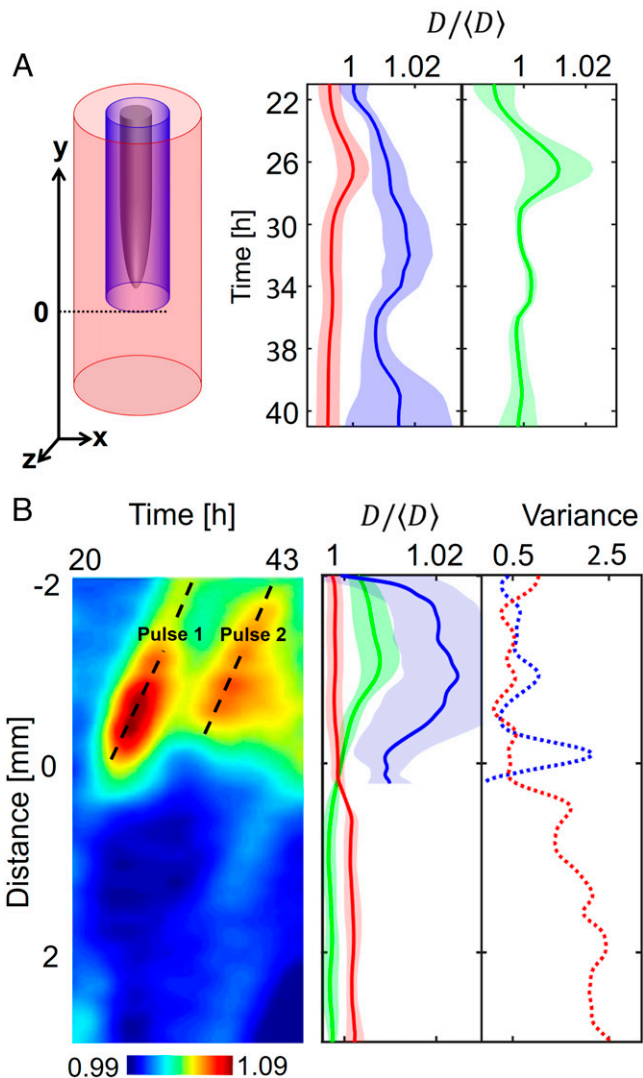 A
D/⟨D⟩
1 1.02 1 1.02
y
0
z x
Time [h]
22
26
30
34
38
40
B
Time [h] D/⟨D⟩ Variance
20 43 1 1.02 0.5 2.5
-2
Pulse 1 Pulse 2
0
Distance [mm]
2
0.99 1.09